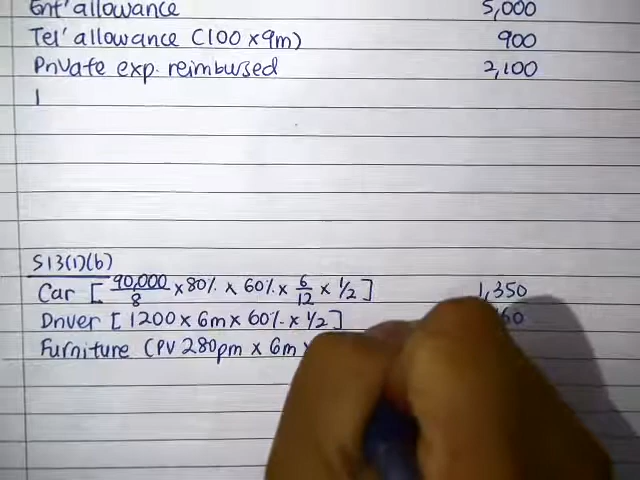 Ent' allowance 5,000
Tel' allowance (100 x 9m) 900
Private exp. reimbursed 2,100
S13(1)(b)
Car [ 90,000/8 x 80% x 60% x 6/12 x 1/2 ] 1,350
Driver [ 1200 x 6m x 60% x 1/2 ]
Furniture (PV 280pm x 6m